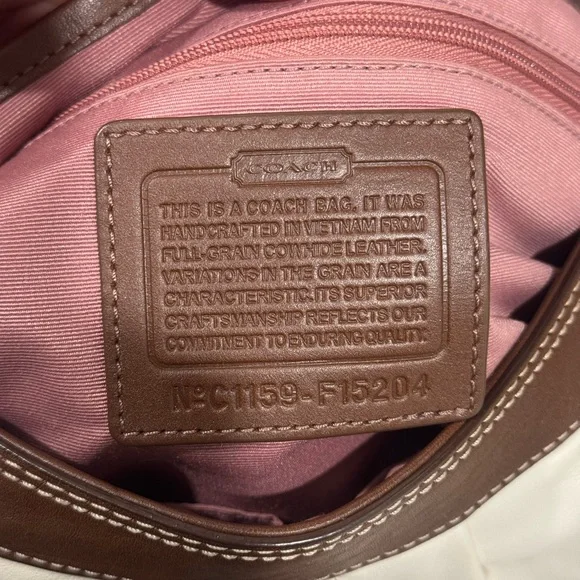 COACH
THIS IS A COACH BAG. IT WAS
HANDCRAFTED IN VIETNAM FROM
FULL-GRAIN COWHIDE LEATHER.
VARIATIONS IN THE GRAIN ARE A
CHARACTERISTIC. ITS SUPERIOR
CRAFTSMANSHIP REFLECTS OUR
COMMITMENT TO ENDURING QUALITY.
Nº C1159-F15204